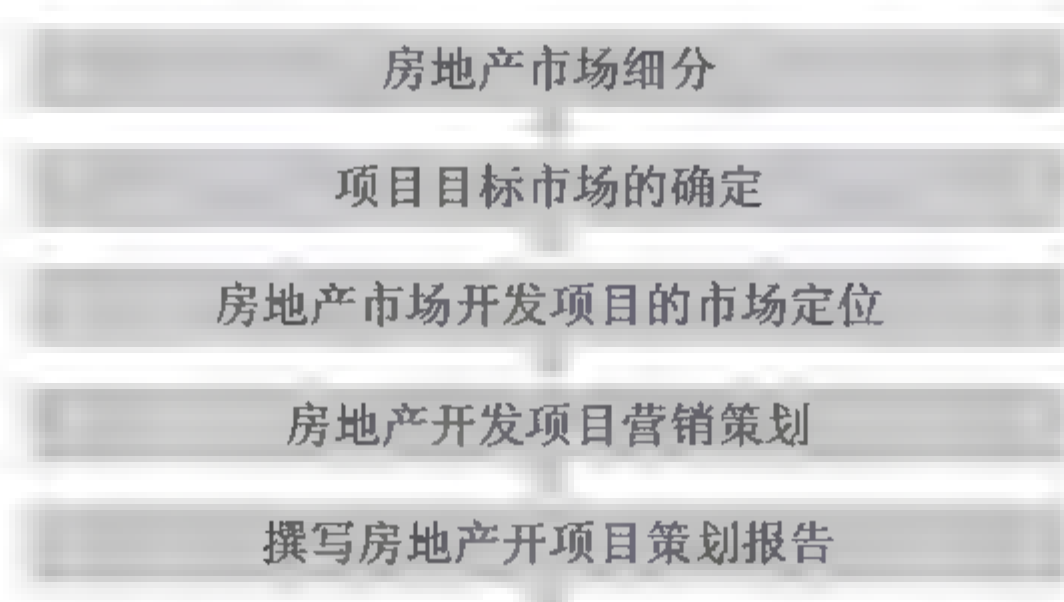 房地产市场细分
项目目标市场的确定
房地产市场开发项目的市场定位
房地产开发项目营销策划
撰写房地产开项目策划报告